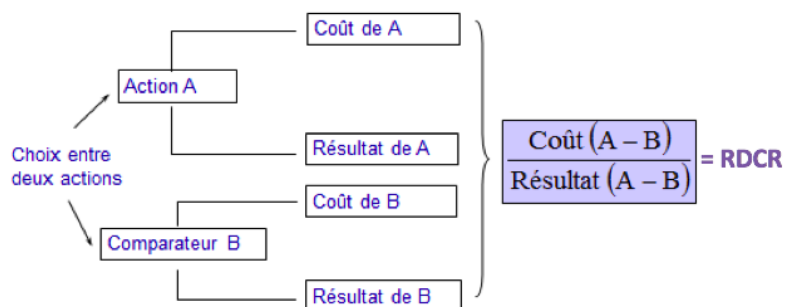 Coût de A
Action A
Résultat de A
Choix entre
deux actions
Coût de B
Comparateur B
Résultat de B
Coût (A – B)
Résultat (A – B)
= RDCR